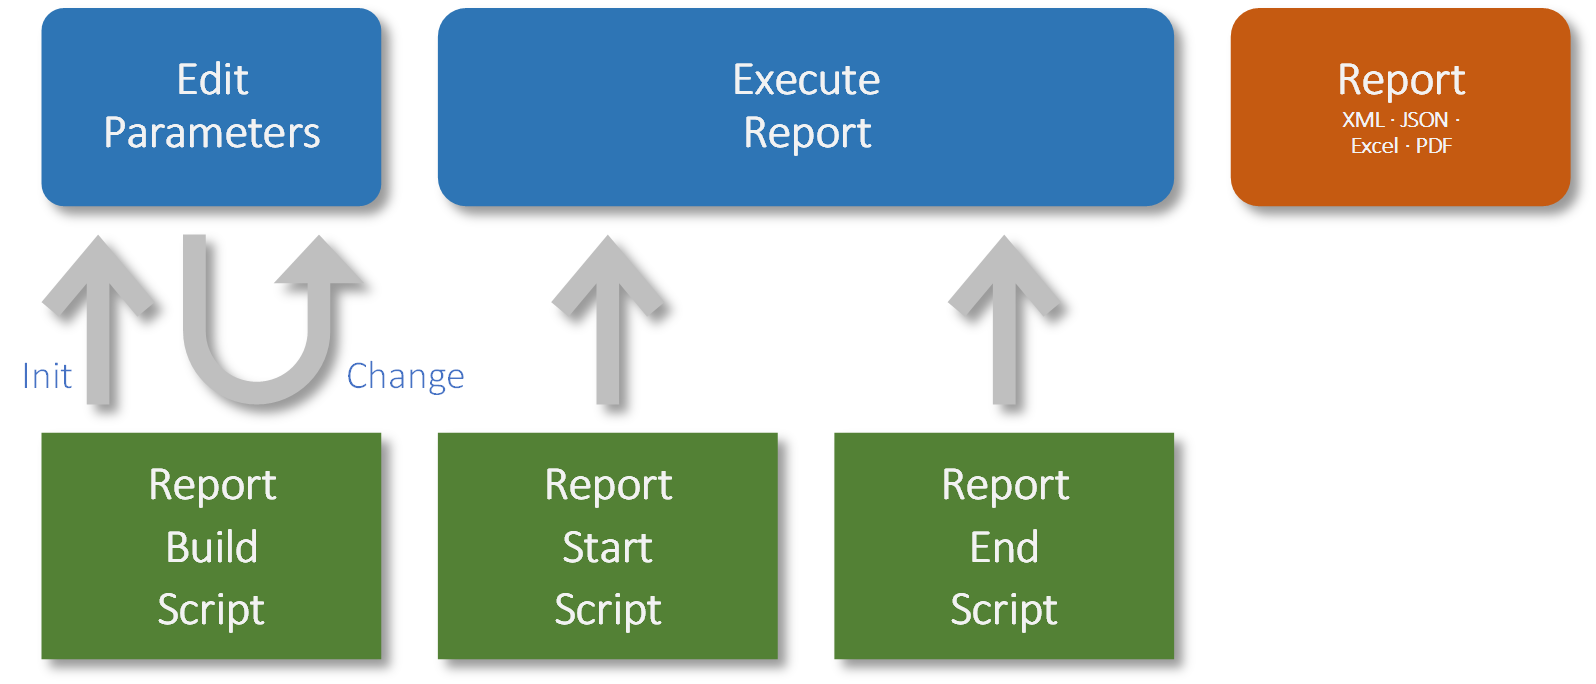 Edit
Parameters
Execute
Report
Report
XML · JSON ·
Excel · PDF
Init
Change
Report
Build
Script
Report
Start
Script
Report
End
Script